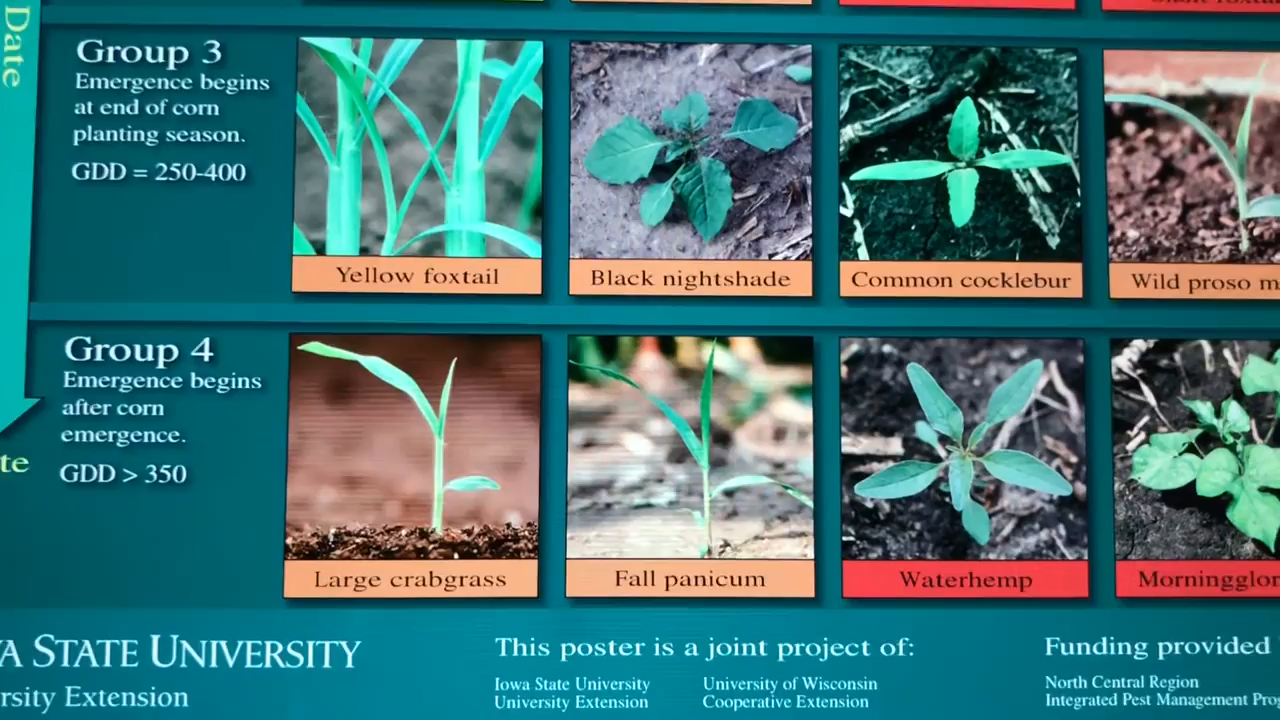 Date
Group 3
Emergence begins
at end of corn
planting season.
GDD = 250-400
Yellow foxtail
Black nightshade
Common cocklebur
Wild proso m
Group 4
Emergence begins
after corn
emergence.
GDD > 350
te
Large crabgrass
Fall panicum
Waterhemp
Morningglor
A STATE UNIVERSITY
rsity Extension
This poster is a joint project of:
Iowa State University
University Extension
University of Wisconsin
Cooperative Extension
Funding provided
North Central Region
Integrated Pest Management Pro